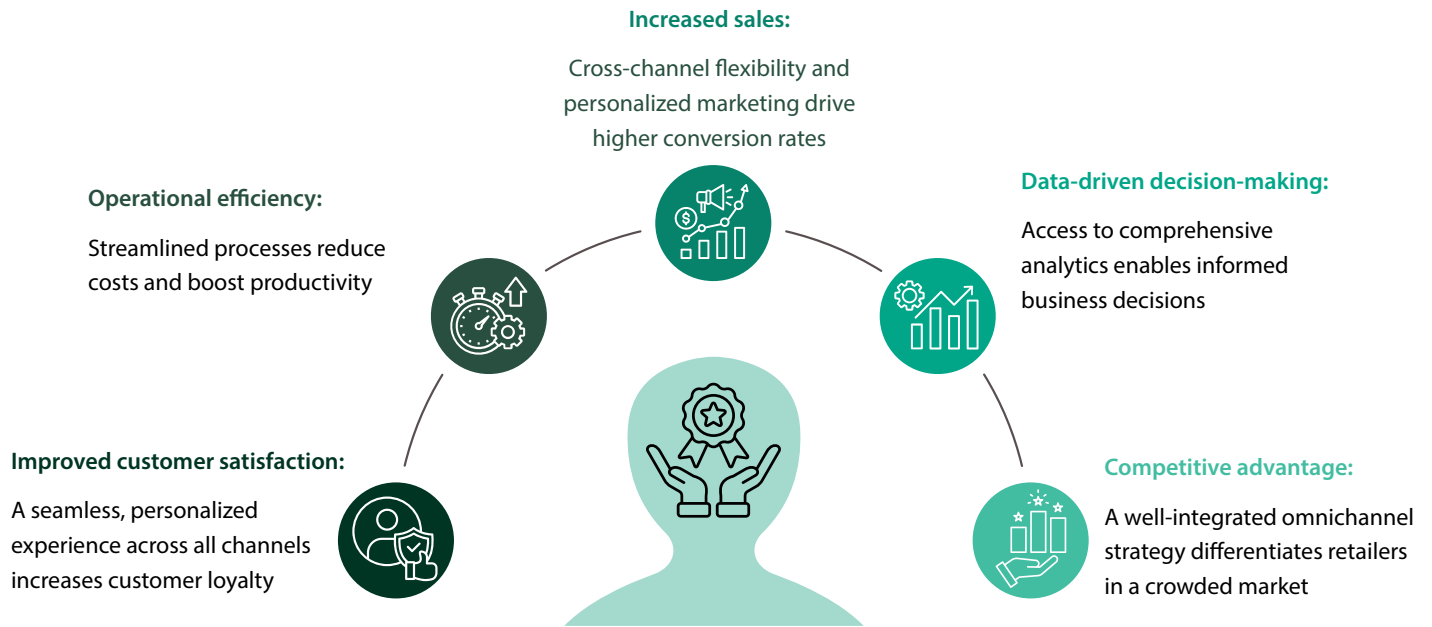 Increased sales:
Cross-channel flexibility and
personalized marketing drive
higher conversion rates
Operational efficiency:
Streamlined processes reduce
costs and boost productivity
Data-driven decision-making:
Access to comprehensive
analytics enables informed
business decisions
Improved customer satisfaction:
A seamless, personalized
experience across all channels
increases customer loyalty
Competitive advantage:
A well-integrated omnichannel
strategy differentiates retailers
in a crowded market
$